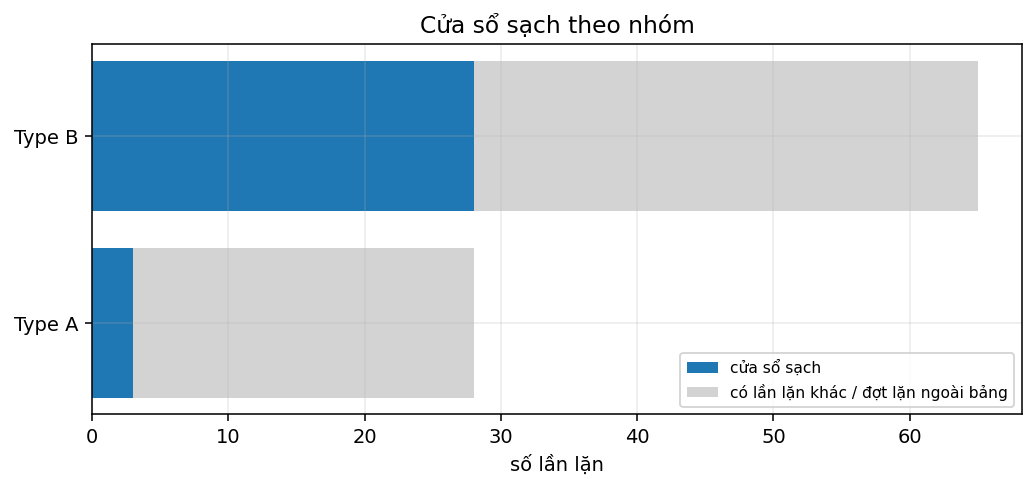 Cửa sổ sạch theo nhóm
Type B
Type A
cửa sổ sạch
có lần lặn khác / đợt lặn ngoài bảng
0 10 20 30 40 50 60
số lần lặn